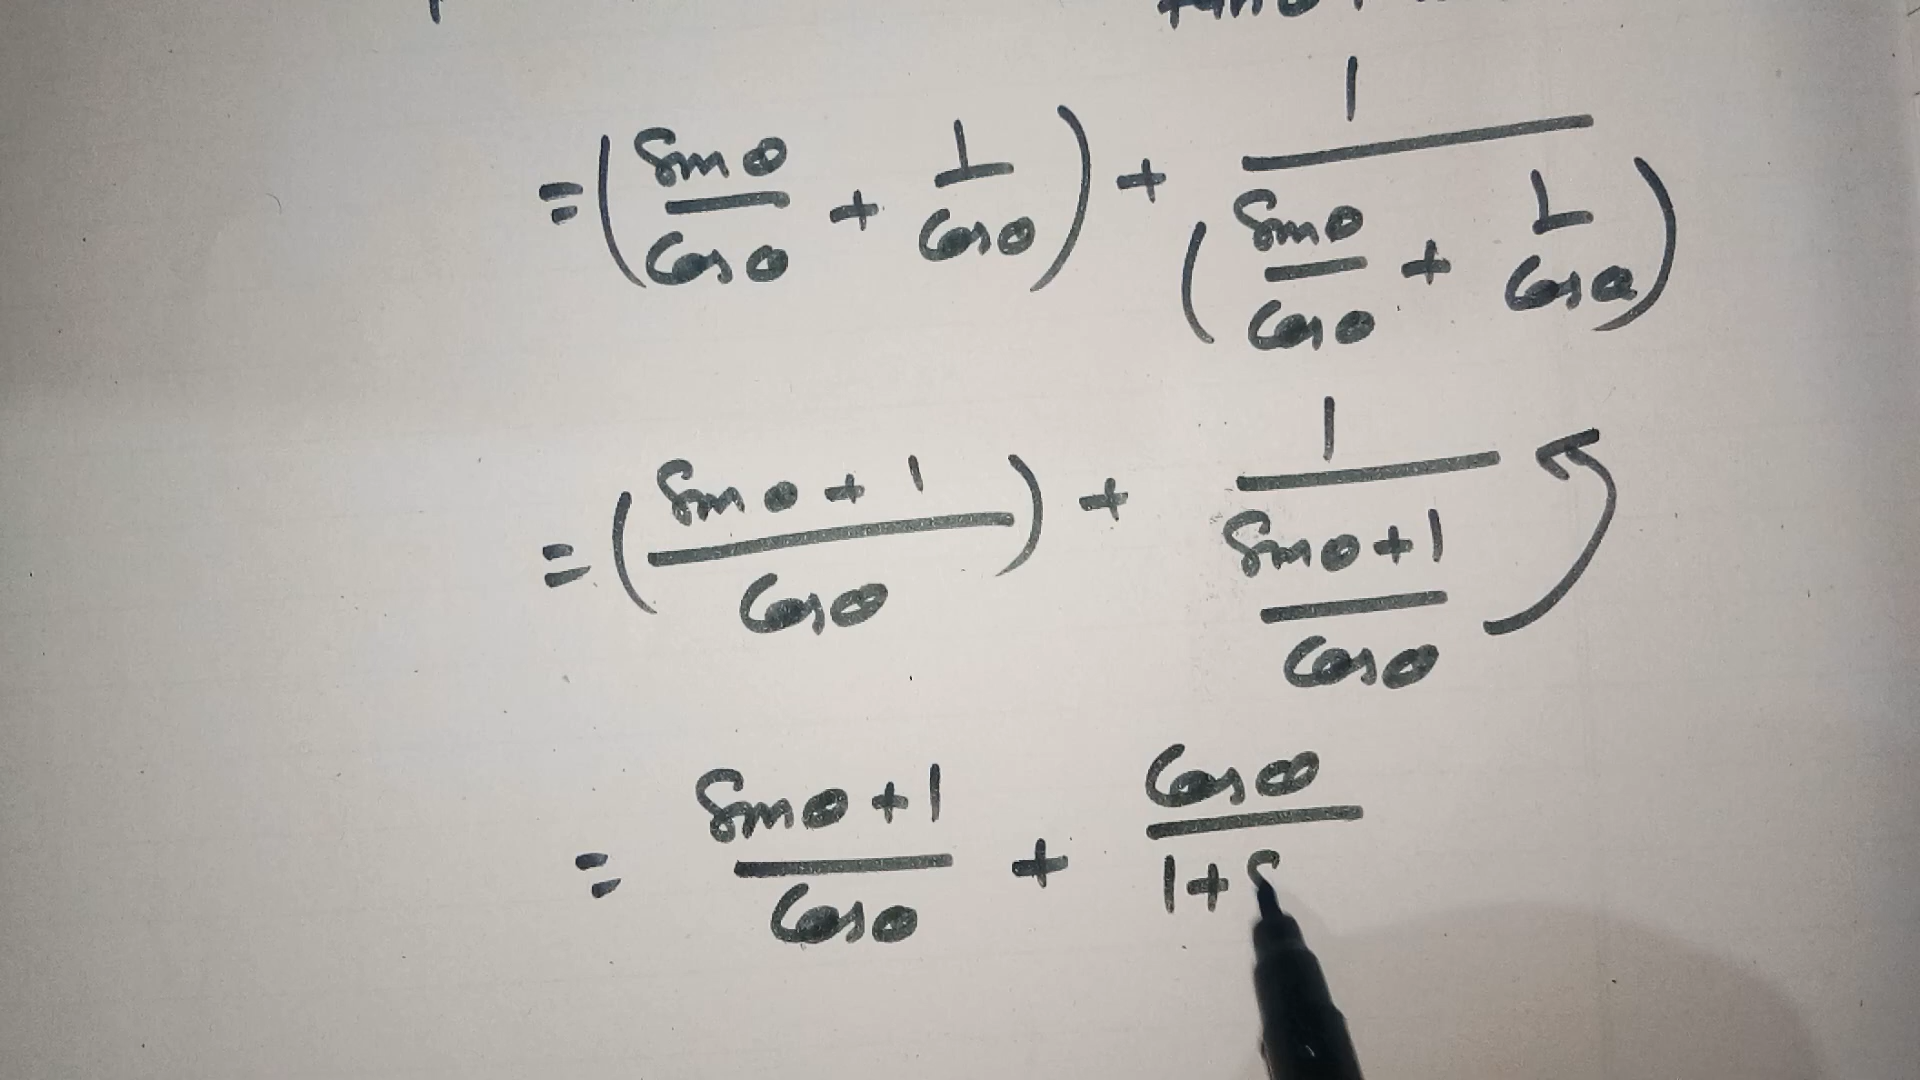 = (sinθ/cosθ + 1/cosθ) + 1/(sinθ/cosθ + 1/cosθ)
= (sinθ+1/cosθ) + 1/(sinθ+1/cosθ)
= sinθ+1/cosθ + cosθ/1+s